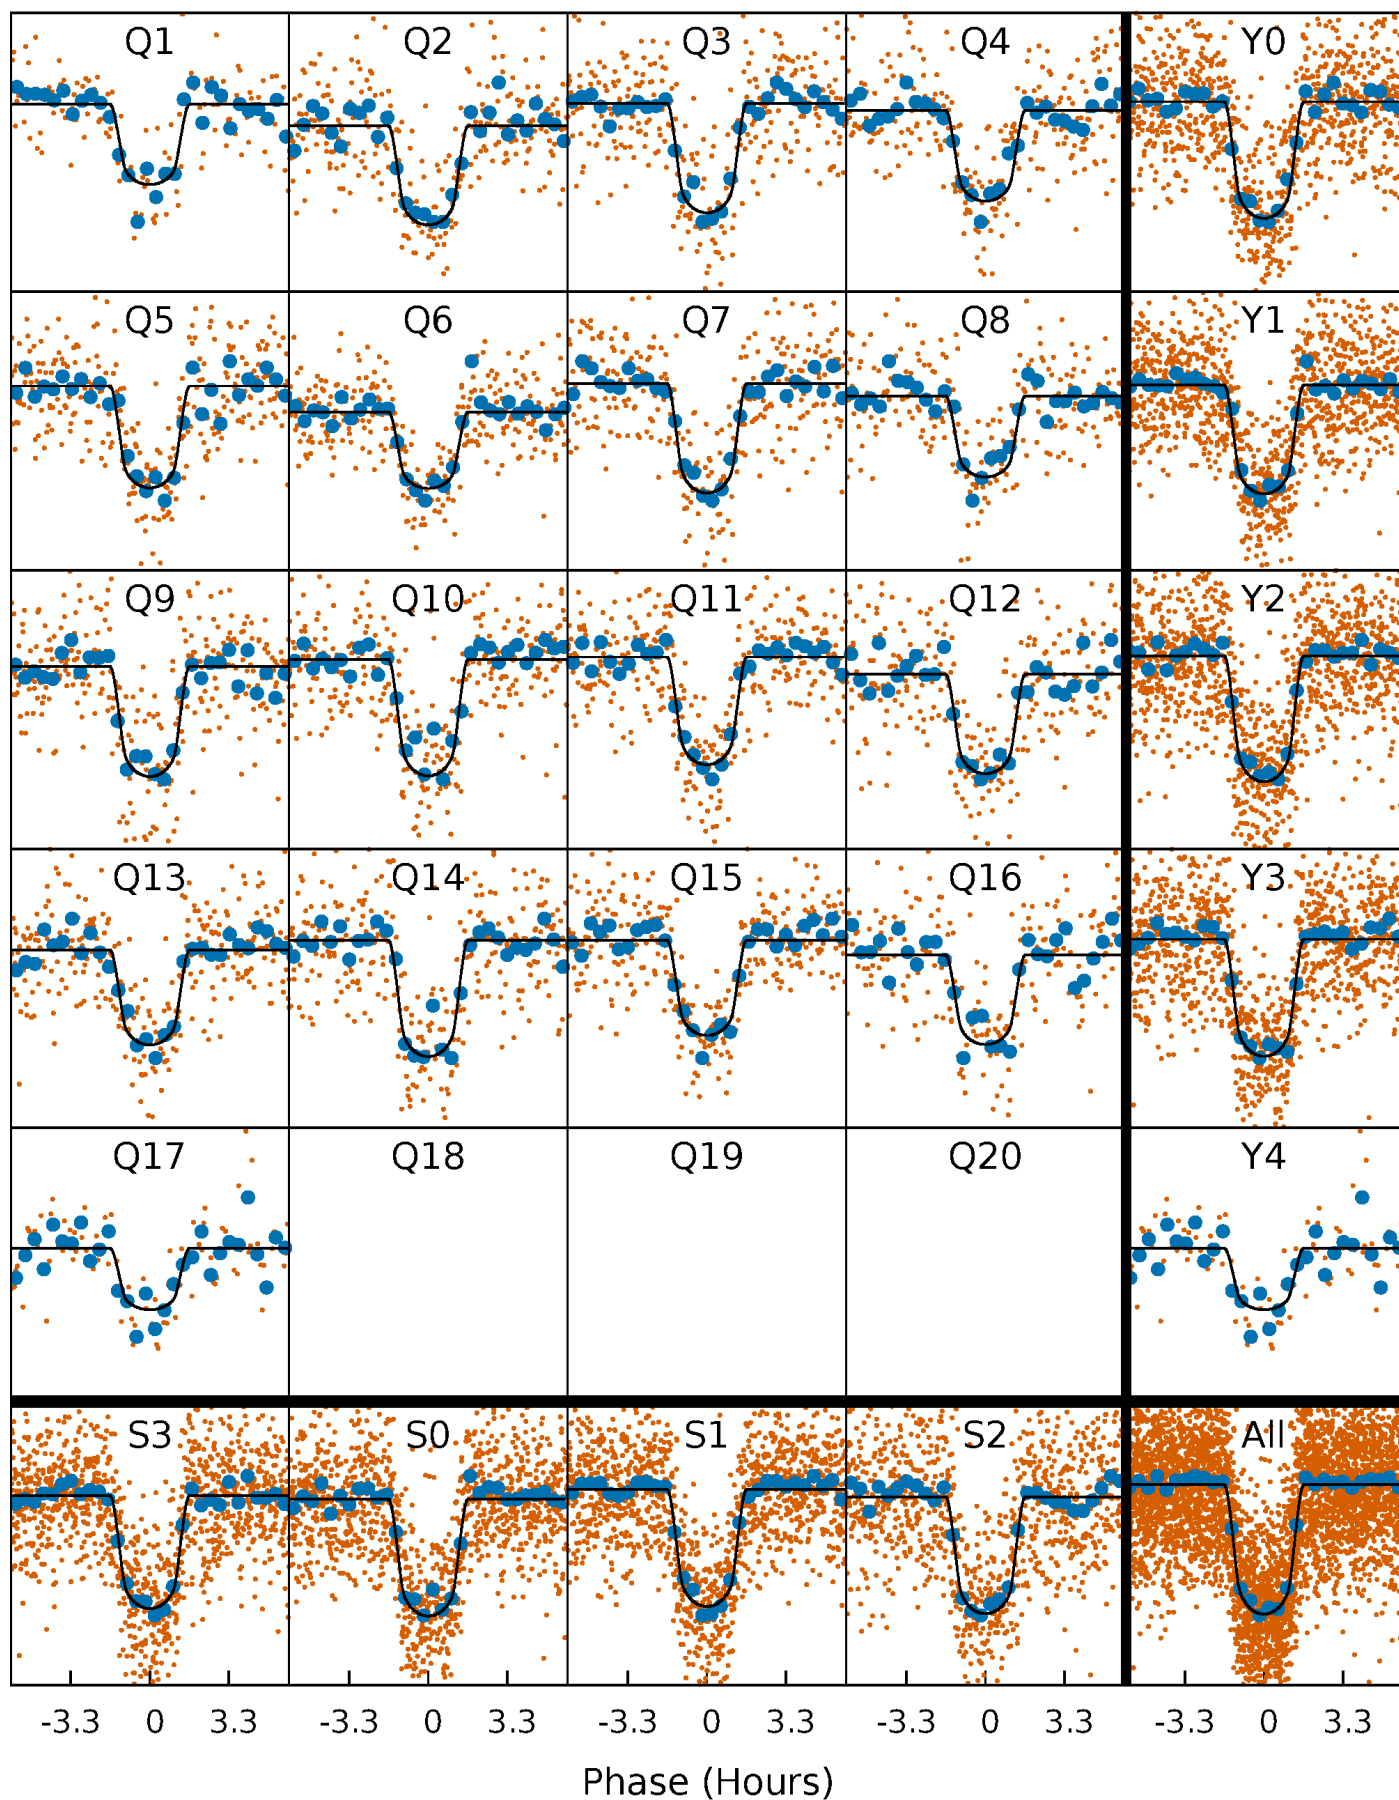 Q1 Q2 Q3 Q4 Y0
Q5 Q6 Q7 Q8 Y1
Q9 Q10 Q11 Q12 Y2
Q13 Q14 Q15 Q16 Y3
Q17 Q18 Q19 Q20 Y4
S3 S0 S1 S2 All
-3.3 0 3.3 -3.3 0 3.3 -3.3 0 3.3 -3.3 0 3.3 -3.3 0 3.3
Phase (Hours)